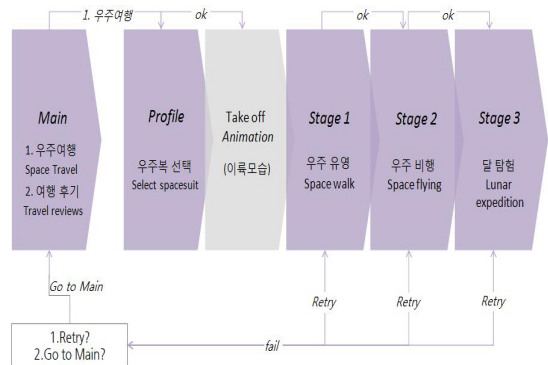 1. 우주여행
ok
ok
ok
Main
1. 우주여행
Space Travel
2. 여행 후기
Travel reviews
Profile
우주복 선택
Select spacesuit
Take off
Animation
(이륙모습)
Stage 1
우주 유영
Space walk
Stage 2
우주 비행
Space flying
Stage 3
달 탐험
Lunar
expedition
Go to Main
Retry
Retry
Retry
1.Retry?
2.Go to Main?
fail